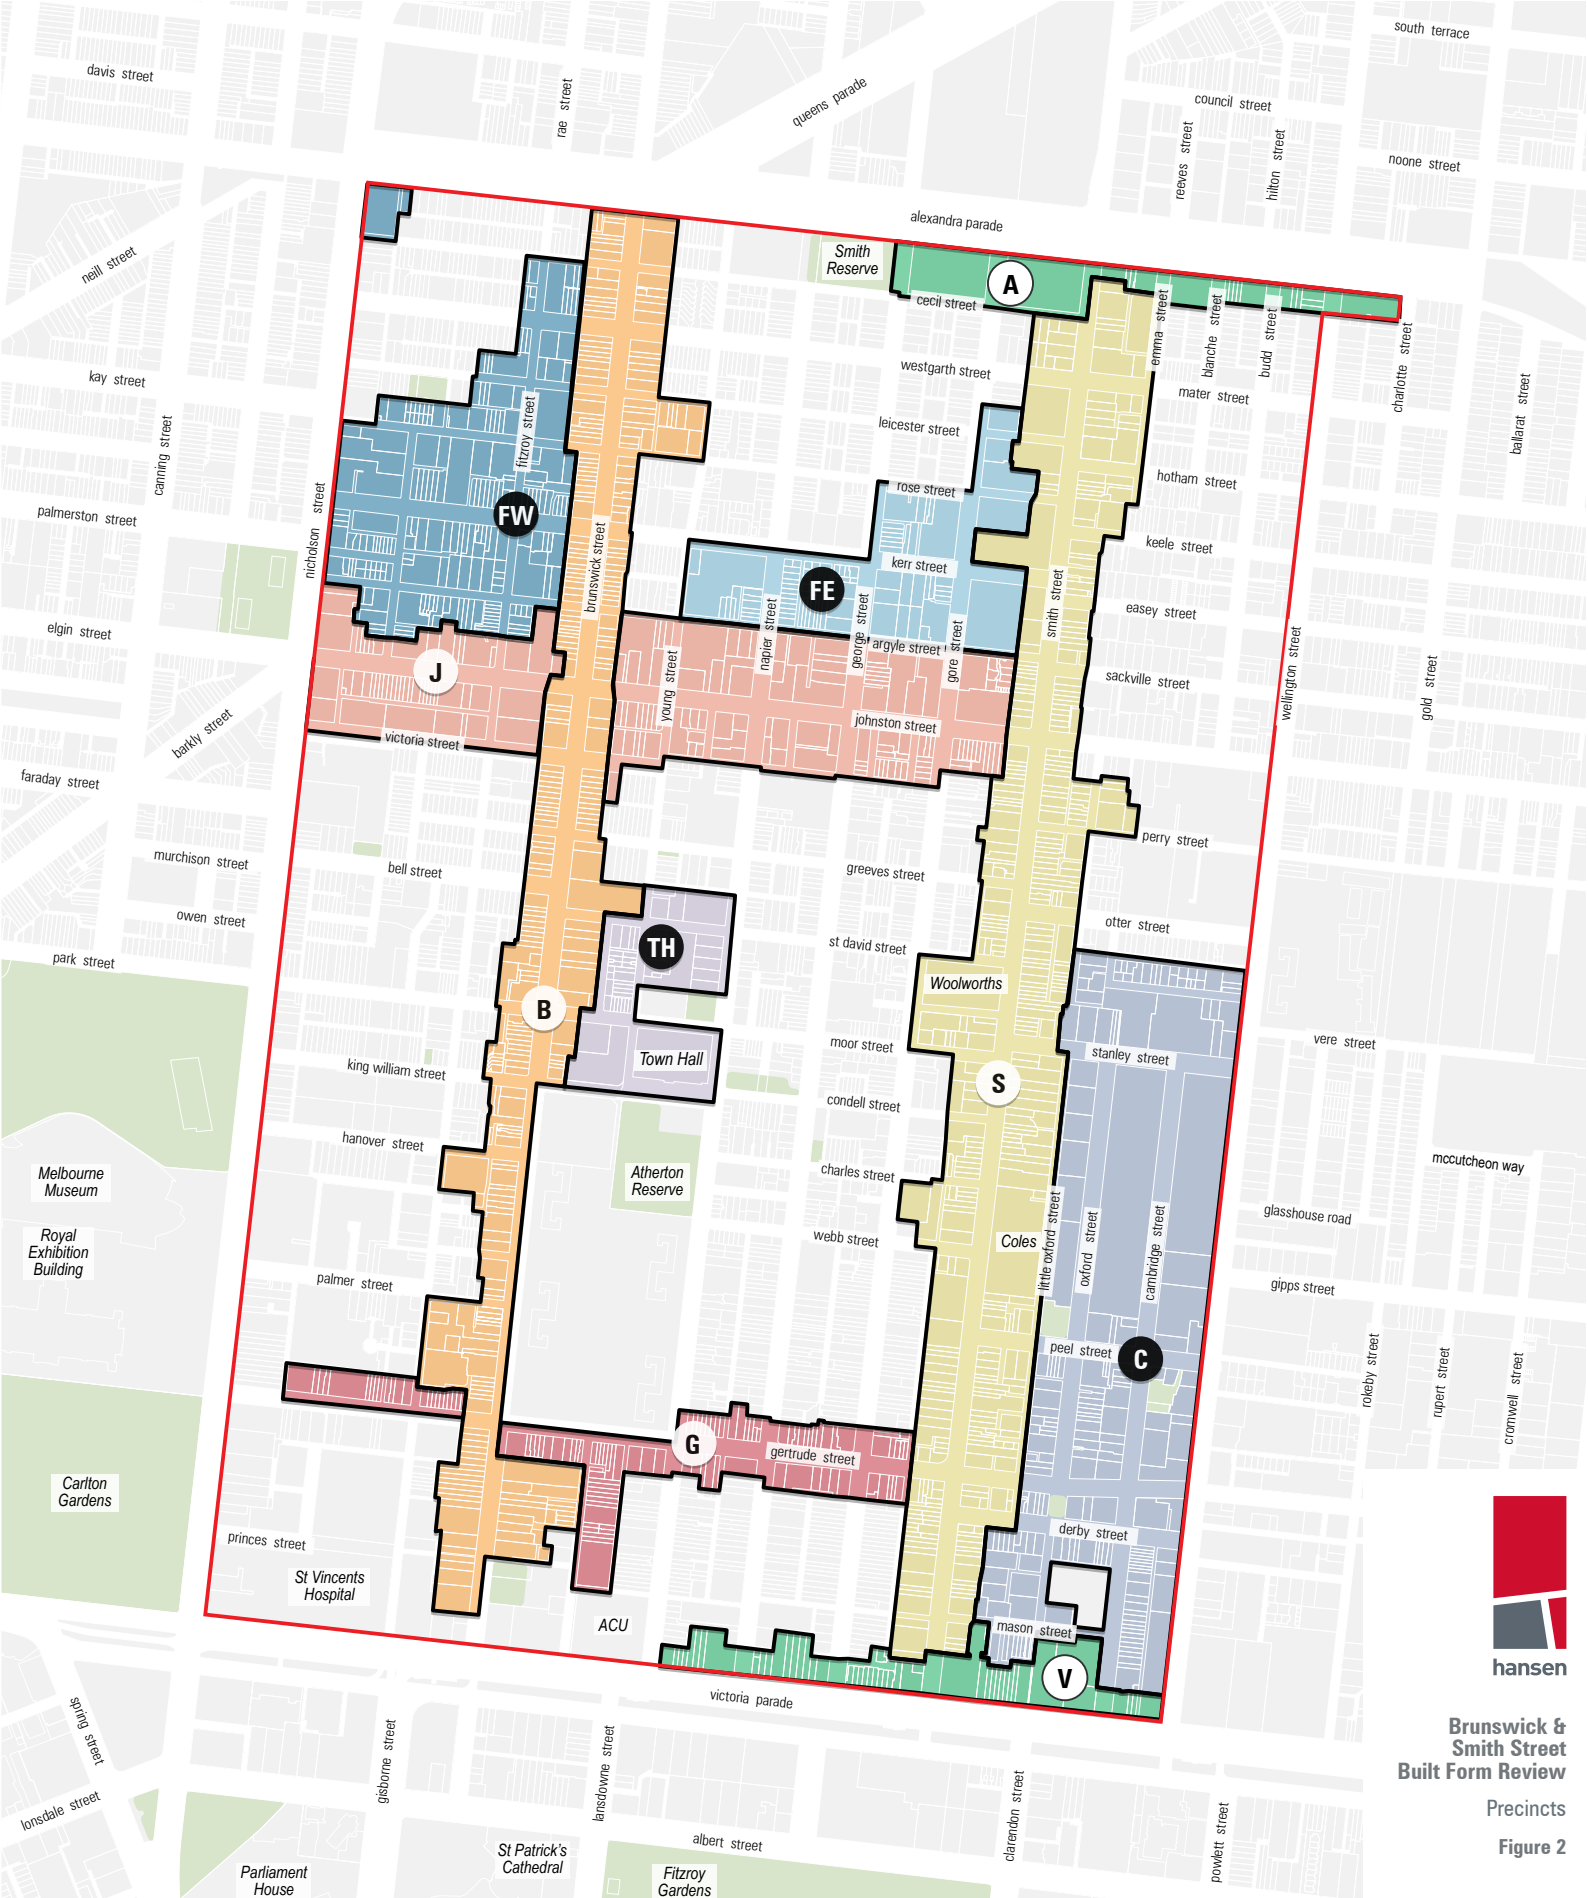 south terrace
davis street
rae street
queens parade
council street
reeves street
hilton street
noone street
alexandra parade
Smith
Reserve
A
neill street
cecil street
emma street
blanche street
budd street
charlotte street
westgarth street
kay street
mater street
ballarat street
canning street
fitzroy street
leicester street
hotham street
rose street
nicholson street
palmerston street
FW
brunswick street
keele street
kerr street
FE
smith street
easey street
napier street
george street
gore street
argyle street
elgin street
wellington street
J
young street
sackville street
gold street
johnston street
barkly street
victoria street
faraday street
perry street
murchison street
bell street
greeves street
owen street
otter street
st david street
TH
park street
Woolworths
B
moor street
vere street
stanley street
Town Hall
king william street
S
condell street
hanover street
mccutcheon way
Melbourne
Museum
Atherton
Reserve
charles street
little oxford street
oxford street
cambridge street
glasshouse road
Royal
Exhibition
Building
webb street
Coles
palmer street
gipps street
peel street
C
rokeby street
rupert street
cromwell street
G
gertrude street
Carlton
Gardens
derby street
princes street
St Vincents
Hospital
ACU
mason street
V
hansen
victoria parade
spring street
gisborne street
lansdowne street
Brunswick &
Smith Street
Built Form Review
Precincts
Figure 2
lonsdale street
clarendon street
powlett street
albert street
St Patrick's
Cathedral
Parliament
House
Fitzroy
Gardens